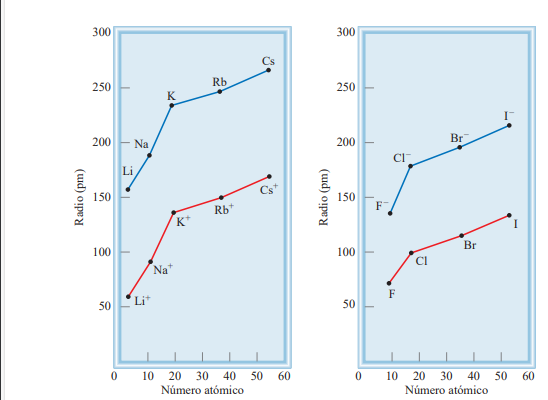 300
250
200
150
100
50
Radio (pm)
Cs
Rb
K
Na
Li
Cs⁺
Rb⁺
K⁺
Na⁺
Li⁺
0 10 20 30 40 50 60
Número atómico
300
250
200
150
100
50
Radio (pm)
I⁻
Br⁻
Cl⁻
F⁻
I
Br
Cl
F
0 10 20 30 40 50 60
Número atómico